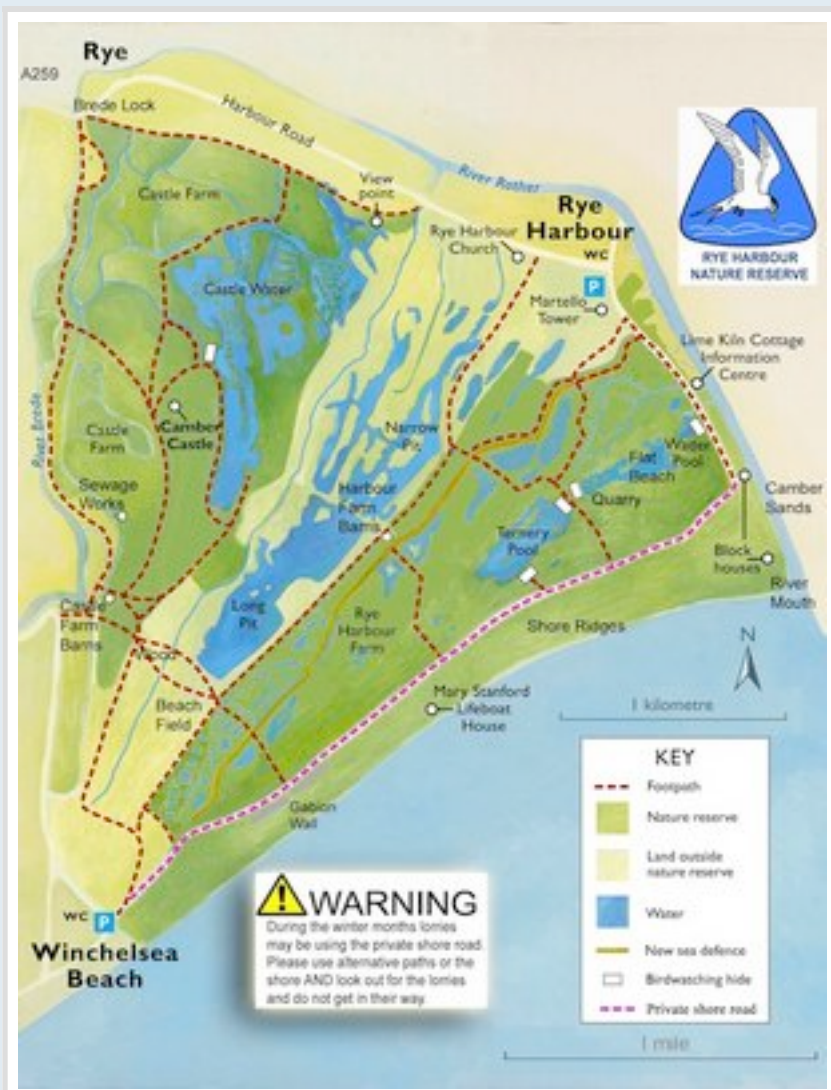 Rye
A259
Brede Lock
Harbour Road
Castle Farm
View
point
River Rother
Rye
Harbour
WC
Rye Harbour
Church
P
RYE HARBOUR
NATURE RESERVE
Castle Water
Martello
Tower
Lime Kiln Cottage
Information
Centre
River Brede
Castle
Farm
Camber
Castle
Narrow
Pit
Flat
Beach
Wader
Pool
Sewage
Works
Harbour
Farm
Barns
Quarry
Camber
Sands
Ternery
Pool
Block
houses
River
Mouth
Castle
Farm
Barns
Long
Pit
Rye
Harbour
Farm
Shore Ridges
N
Wood
Beach
Field
Mary Stanford
Lifeboat
House
1 kilometre
Gabion
Wall
KEY
Footpath
Nature reserve
Land outside
nature reserve
Water
New sea defence
Birdwatching hide
Private shore road
WARNING
During the winter months lorries
may be using the private shore road.
Please use alternative paths or the
shore AND look out for the lorries
and do not get in their way.
WC P
Winchelsea
Beach
1 mile